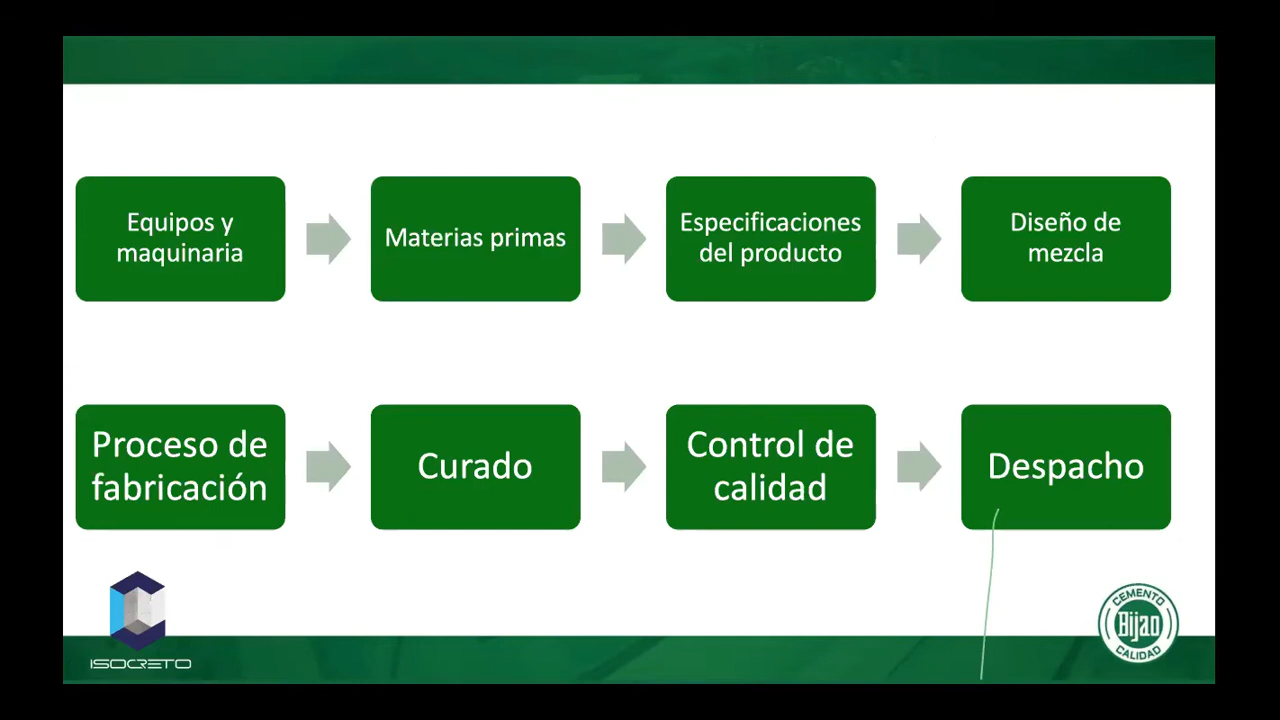 Equipos y
maquinaria
Materias primas
Especificaciones
del producto
Diseño de
mezcla
Proceso de
fabricación
Curado
Control de
calidad
Despacho
ISOCRETO
CEMENTO
Bijao
CALIDAD